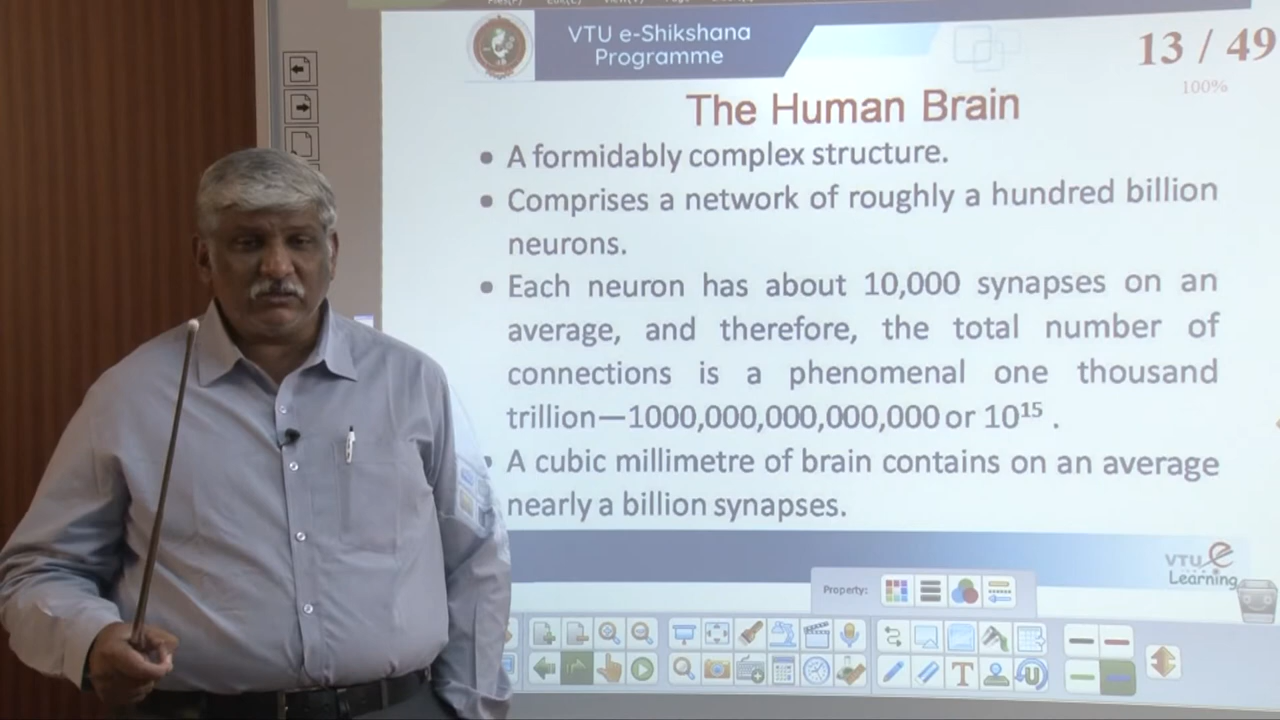 VTU e-Shikshana
Programme
13 / 49
100%
The Human Brain
• A formidably complex structure.
• Comprises a network of roughly a hundred billion
neurons.
• Each neuron has about 10,000 synapses on an
average, and therefore, the total number of
connections is a phenomenal one thousand
trillion—1000,000,000,000,000 or 10¹⁵ .
• A cubic millimetre of brain contains on an average
nearly a billion synapses.
VTU e
Learning
Property: